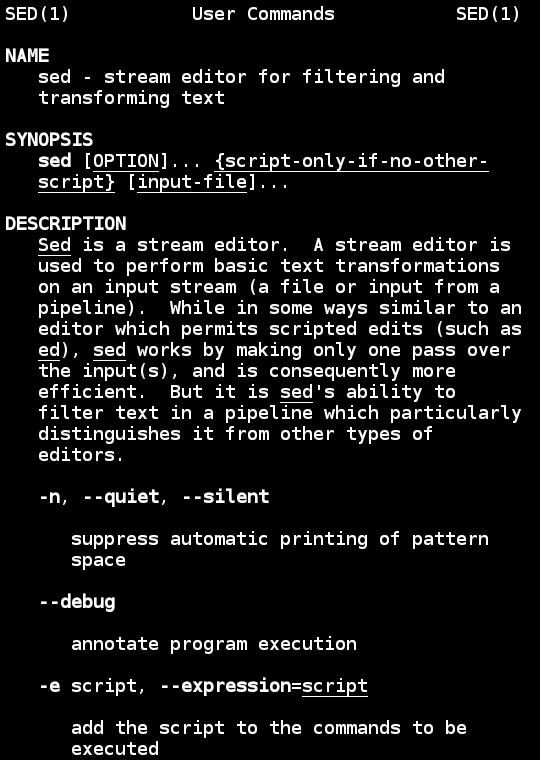 SED(1) User Commands SED(1)
NAME
sed - stream editor for filtering and
transforming text
SYNOPSIS
sed [OPTION]... {script-only-if-no-other-
script} [input-file]...
DESCRIPTION
Sed is a stream editor.  A stream editor is
used to perform basic text transformations
on an input stream (a file or input from a
pipeline).  While in some ways similar to an
editor which permits scripted edits (such as
ed), sed works by making only one pass over
the input(s), and is consequently more
efficient.  But it is sed's ability to
filter text in a pipeline which particularly
distinguishes it from other types of
editors.
-n, --quiet, --silent
suppress automatic printing of pattern
space
--debug
annotate program execution
-e script, --expression=script
add the script to the commands to be
executed